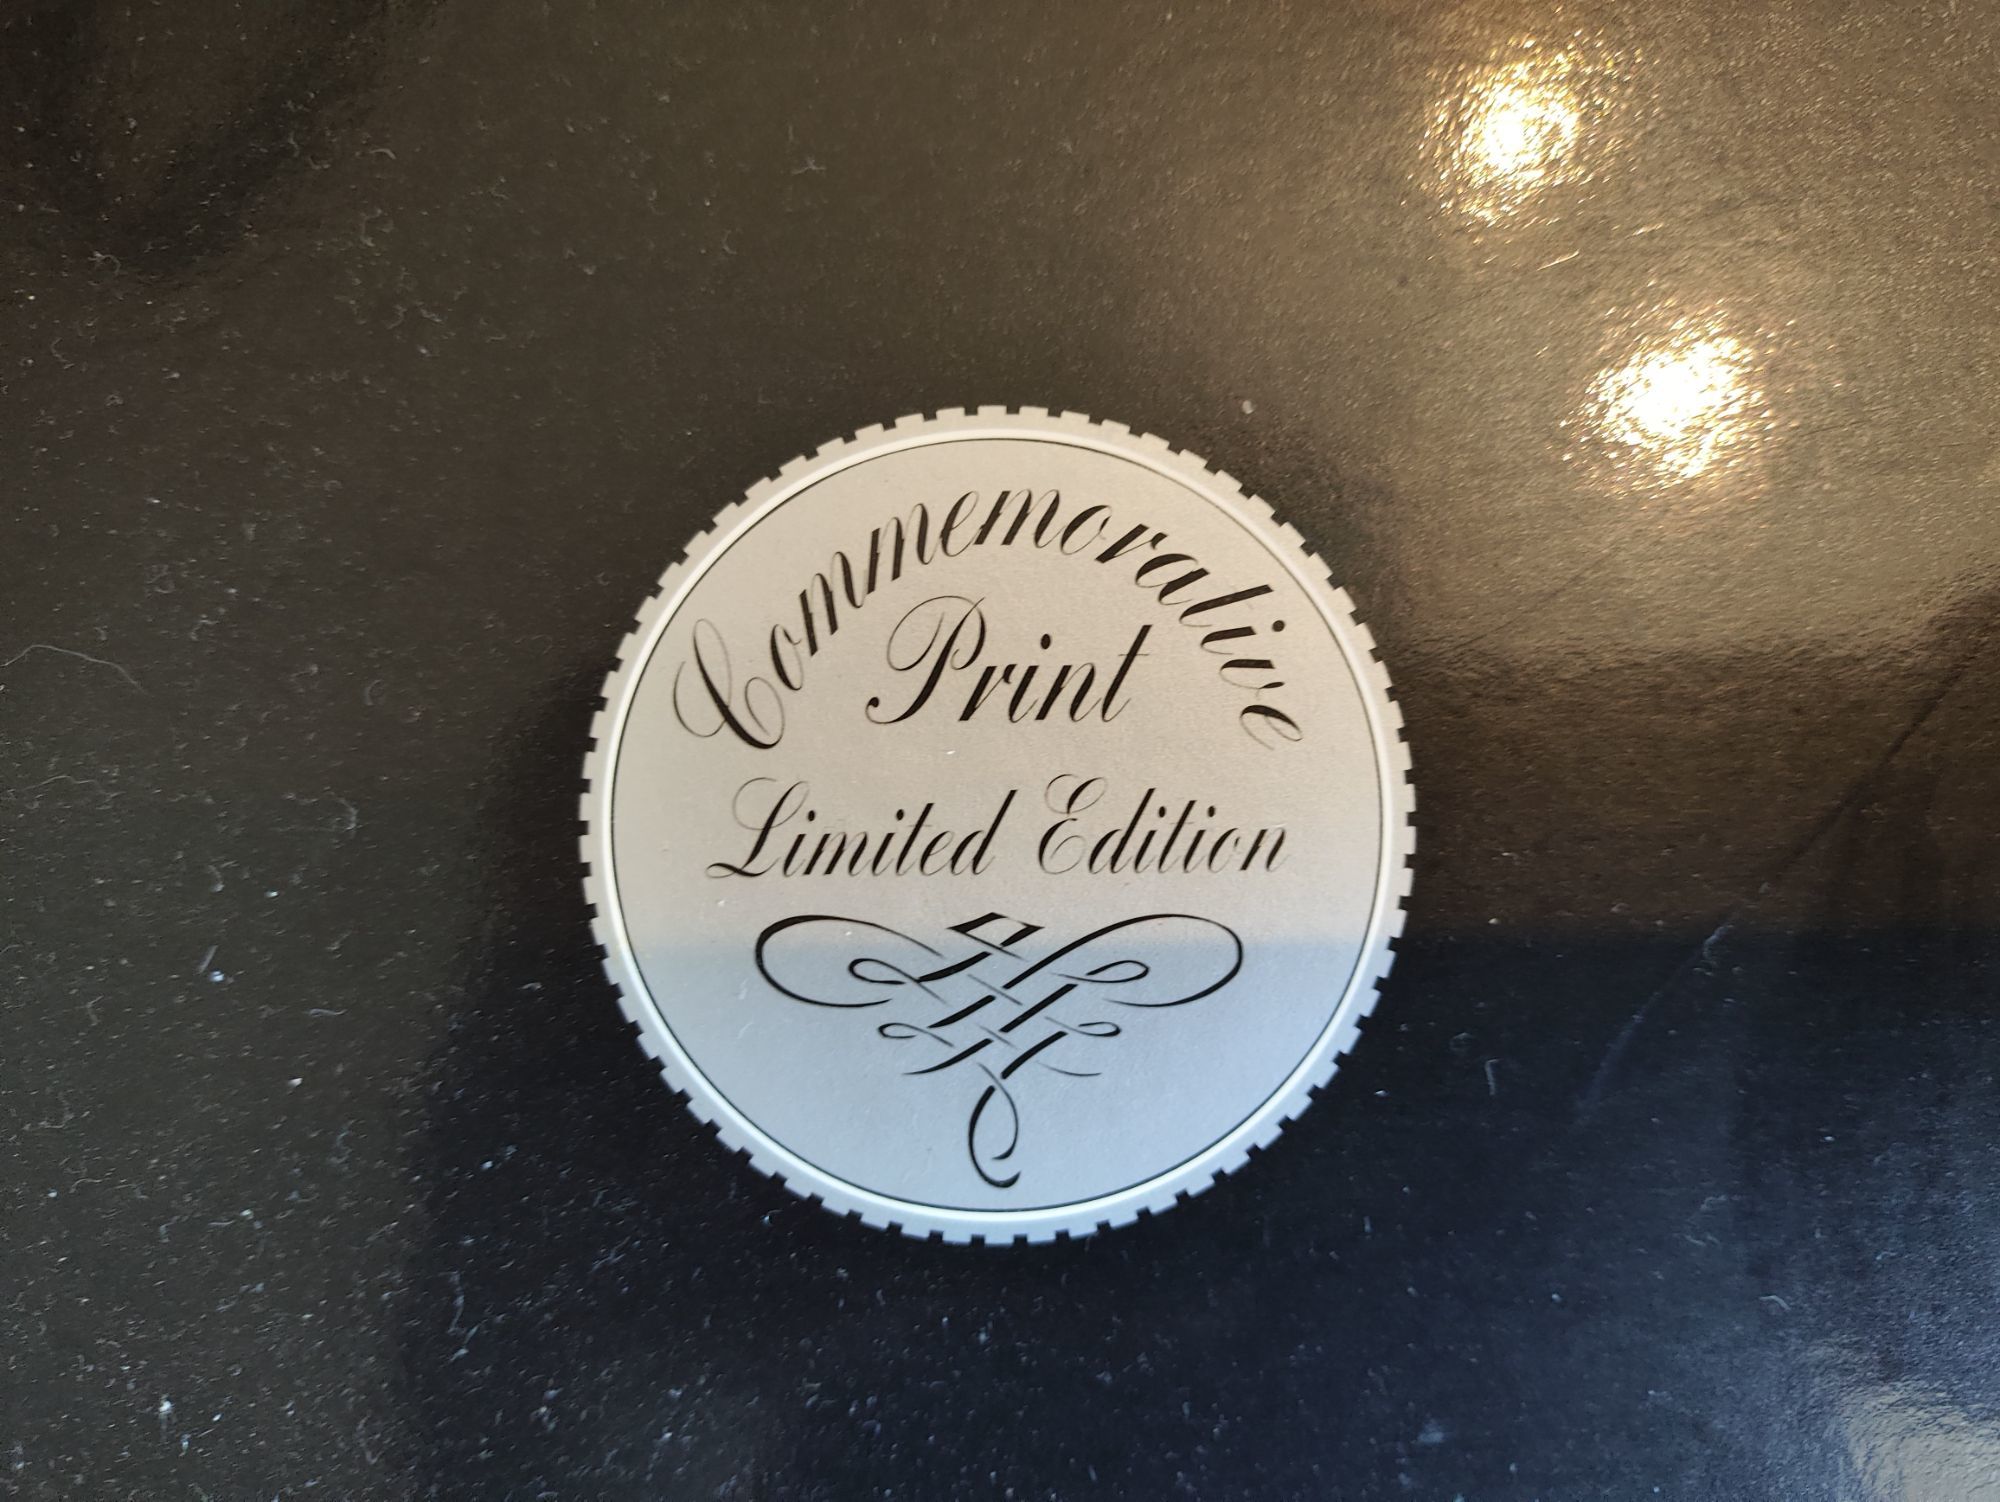 Commemorative
Print
Limited Edition